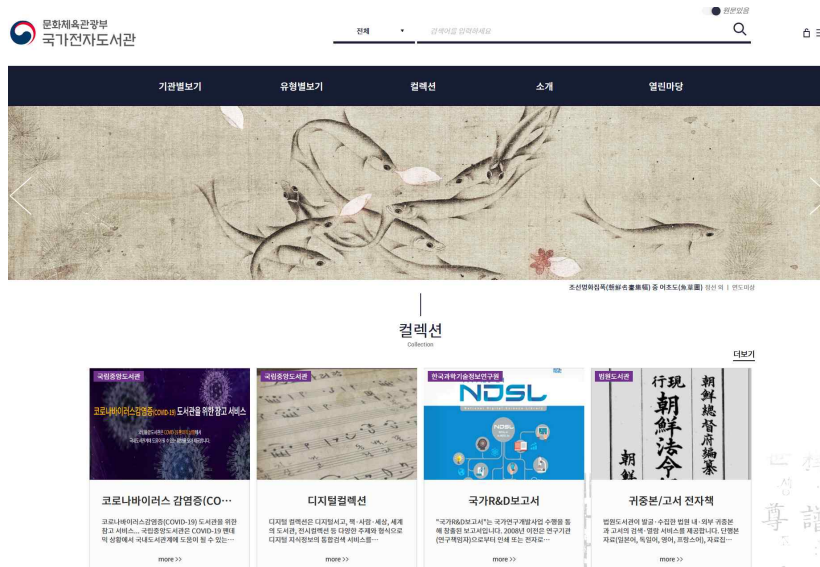 원문있음
문화체육관광부
국가전자도서관
전체
검색어를 입력하세요
기관별보기 유형별보기 컬렉션 소개 열린마당
조선명화집폭(朝鮮名畫集幅) 중 어조도(魚藻圖) 정선 외 | 연도미상
컬렉션
Collection
더보기
국립중앙도서관
코로나바이러스감염증(COVID-19) 도서관을 위한 참고 서비스
코로나바이러스 감염증(CO…
코로나바이러스감염증(COVID-19) 도서관을 위한
참고 서비스... 국립중앙도서관은 COVID-19 팬데
믹 상황에서 국내도서관계에 도움이 될 수 있는…
more >>
국립중앙도서관
디지털컬렉션
디지털 컬렉션은 디지털서고, 책·사람·세상, 세계
의 도서관, 전시컬렉션 등 다양한 주제와 형식으로
디지털 지식정보의 통합검색 서비스를…
more >>
한국과학기술정보연구원
NDSL
NDSL
국가R&D보고서
"국가R&D보고서"는 국가연구개발사업 수행을 통
해 창출된 보고서입니다. 2008년 이전은 연구기관
(연구책임자)으로부터 인쇄 또는 전자로…
more >>
법원도서관
朝鮮總督府編纂
現行
朝鮮法令
朝鮮
귀중본/고서 전자책
법원도서관이 발굴·수집한 법원 내·외부 귀중본
과 고서의 검색·열람 서비스를 제공합니다. 단행본
자료(일본어, 독일어, 영어, 프랑스어), 자료집…
more >>